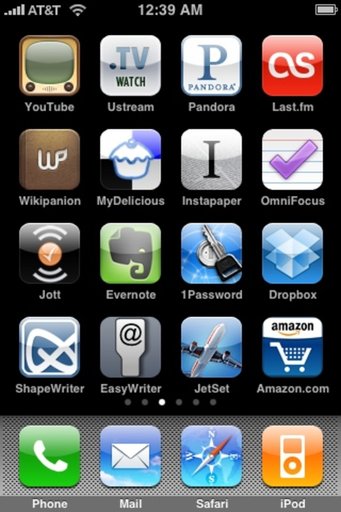 AT&T 12:39 AM
.TV WATCH P PANDORA as
YouTube Ustream Pandora Last.fm
WP I
Wikipanion MyDelicious Instapaper OmniFocus
Jott Evernote 1Password Dropbox
@ amazon
ShapeWriter EasyWriter JetSet Amazon.com
Phone Mail Safari iPod